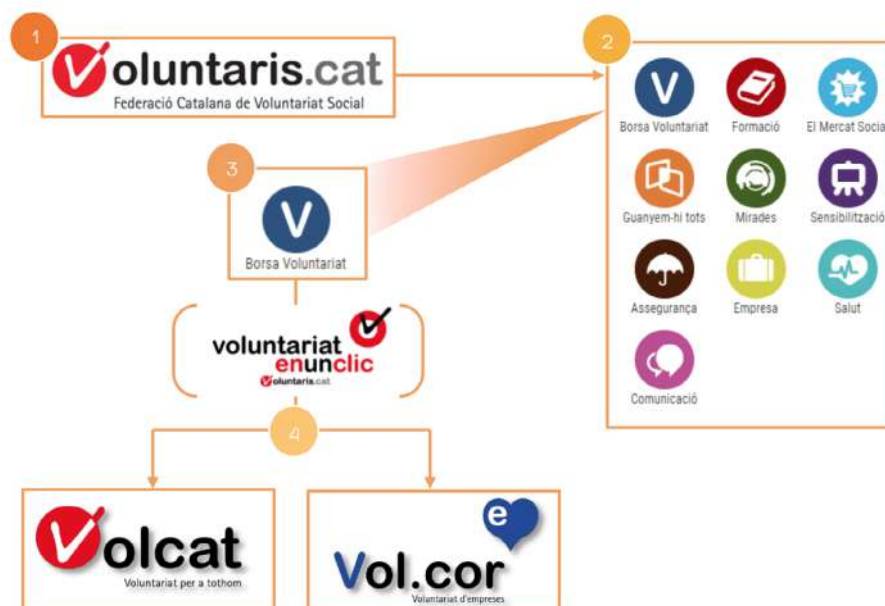 1
Voluntaris.cat
Federació Catalana de Voluntariat Social
2
V
Borsa Voluntariat
Formació
El Mercat Social
Guanyem-hi tots
Mirades
Sensibilització
Assegurança
Empresa
Salut
Comunicació
3
V
Borsa Voluntariat
voluntariat
enunclic
Voluntaris.cat
4
Volcat
Voluntariat per a tothom
e
Vol.cor
Voluntariat d'empreses